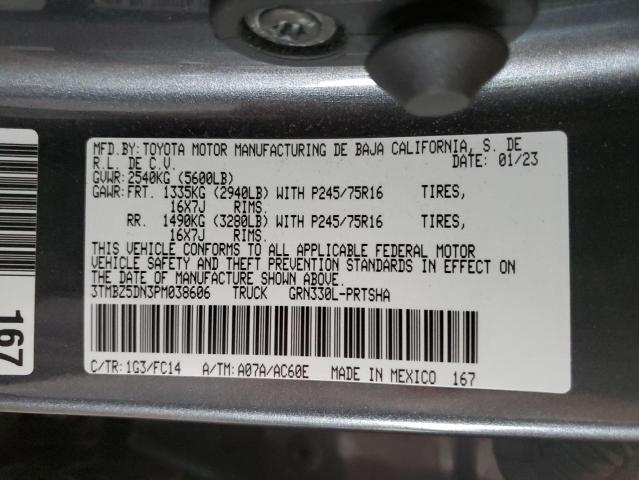 MFD.BY:TOYOTA MOTOR MANUFACTURING DE BAJA CALIFORNIA, S. DE
R.L. DE C.V. DATE: 01/23
GVWR:2540KG (5600LB)
GAWR:FRT. 1335KG (2940LB) WITH P245/75R16 TIRES,
16X7J RIMS.
RR. 1490KG (3280LB) WITH P245/75R16 TIRES,
16X7J RIMS.
THIS VEHICLE CONFORMS TO ALL APPLICABLE FEDERAL MOTOR
VEHICLE SAFETY AND THEFT PREVENTION STANDARDS IN EFFECT ON
THE DATE OF MANUFACTURE SHOWN ABOVE.
3TMBZ5DN3PM038606 TRUCK GRN330L-PRTSHA
C/TR:1G3/FC14 A/TM:A07A/AC60E MADE IN MEXICO 167
167